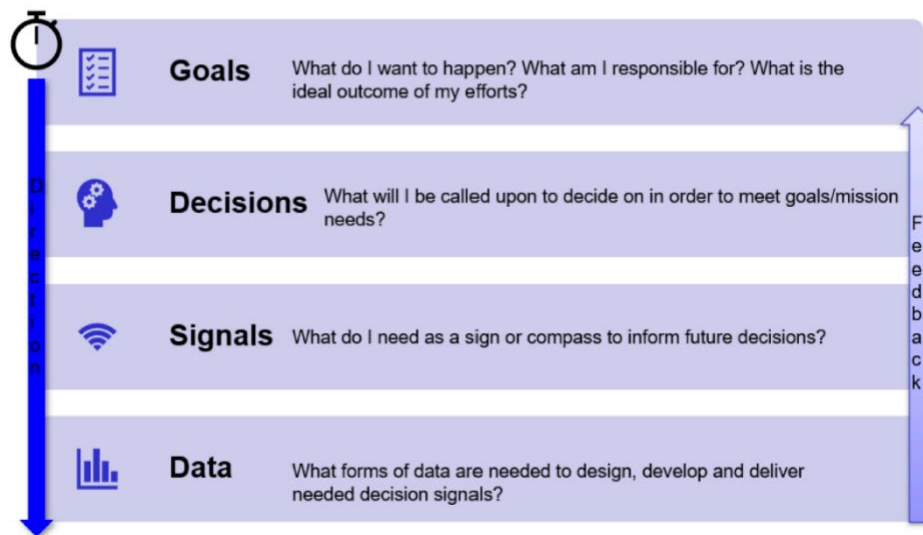 Goals
What do I want to happen? What am I responsible for? What is the
ideal outcome of my efforts?
Direction
Decisions
What will I be called upon to decide on in order to meet goals/mission
needs?
Feedback
Signals
What do I need as a sign or compass to inform future decisions?
Data
What forms of data are needed to design, develop and deliver
needed decision signals?